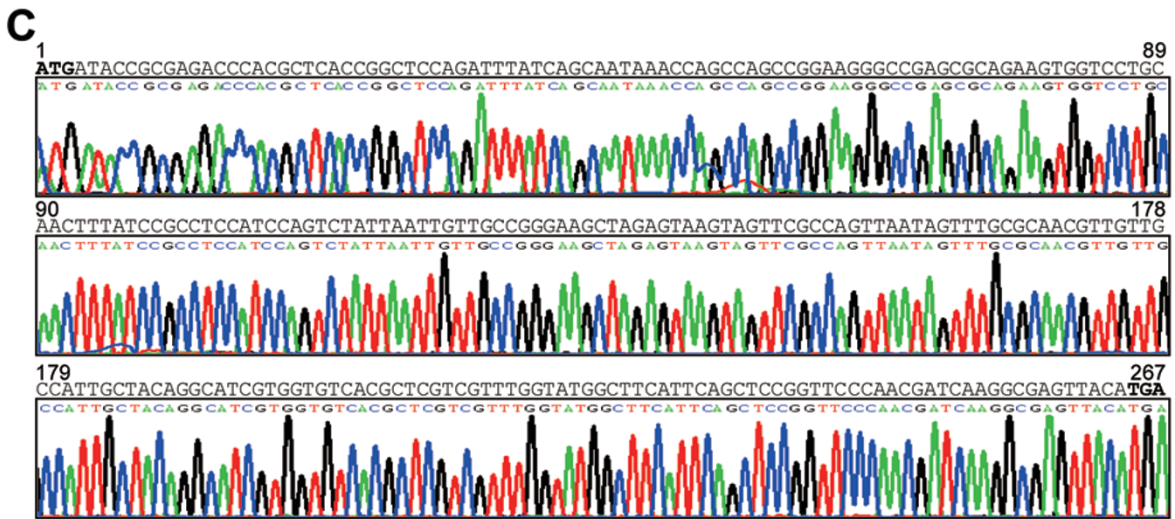 C
1 89
ATGATACCGCGAGACCCACGCTCACCGGCTCCAGATTTATCAGCAATAAACCAGCCAGCCGGAAGGGCCGAGCGCAGAAGTGGTCCTGC
ATGATACCGCGAGACCCACGCTCACCGGCTCCAGATTTATCAGCAATAAACCAGCCAGCCGGAAGGGCCGAGCGCAGAAGTGGTCCTGC
90 178
AACTTTATCCGCCTCCATCCAGTCTATTAATTGTTGCCGGGAAGCTAGAGTAAGTAGTTCGCCAGTTAATAGTTTGCGCAACGTTGTTG
AACTTTATCCGCCTCCATCCAGTCTATTAATTGTTGCCGGGAAGCTAGAGTAAGTAGTTCGCCAGTTAATAGTTTGCGCAACGTTGTTG
179 267
CCATTGCTACAGGCATCGTGGTGTCACGCTCGTCGTTTGGTATGGCTTCATTCAGCTCCGGTTCCCAACGATCAAGGCGAGTTACATGA
CCATTGCTACAGGCATCGTGGTGTCACGCTCGTCGTTTGGTATGGCTTCATTCAGCTCCGGTTCCCAACGATCAAGGCGAGTTACATGA